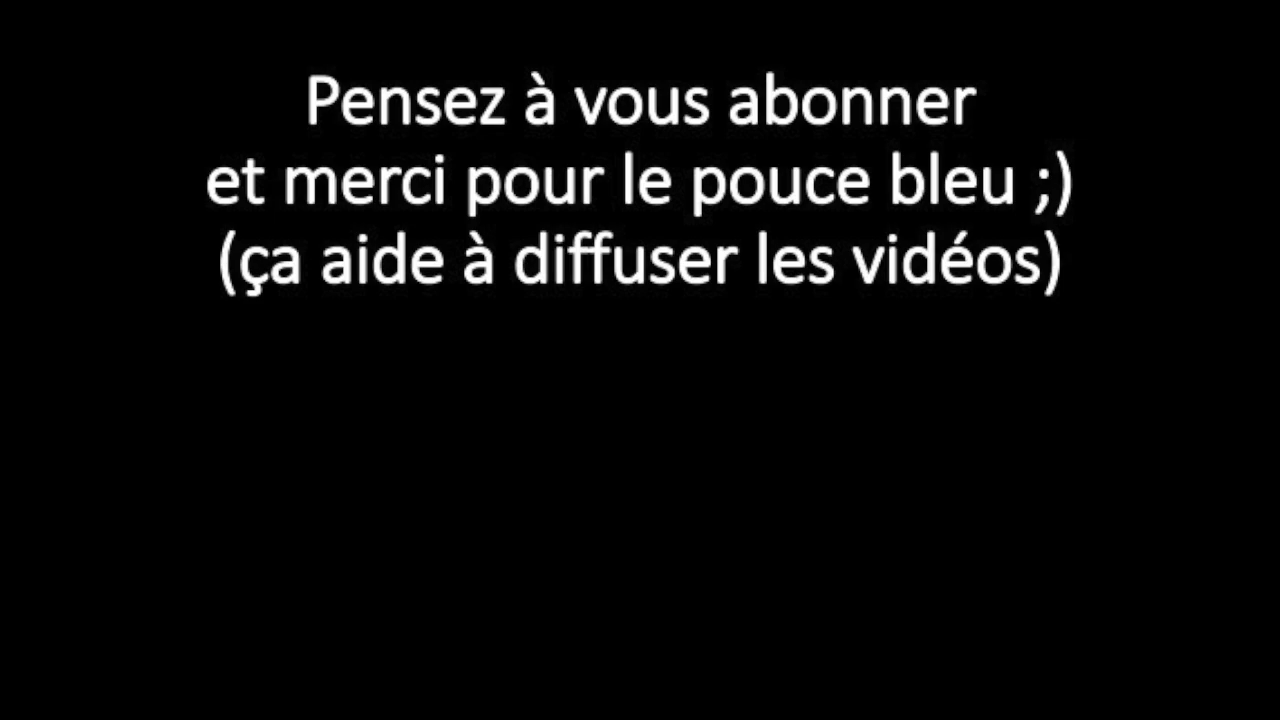 Pensez à vous abonner
et merci pour le pouce bleu ;)
(ça aide à diffuser les vidéos)